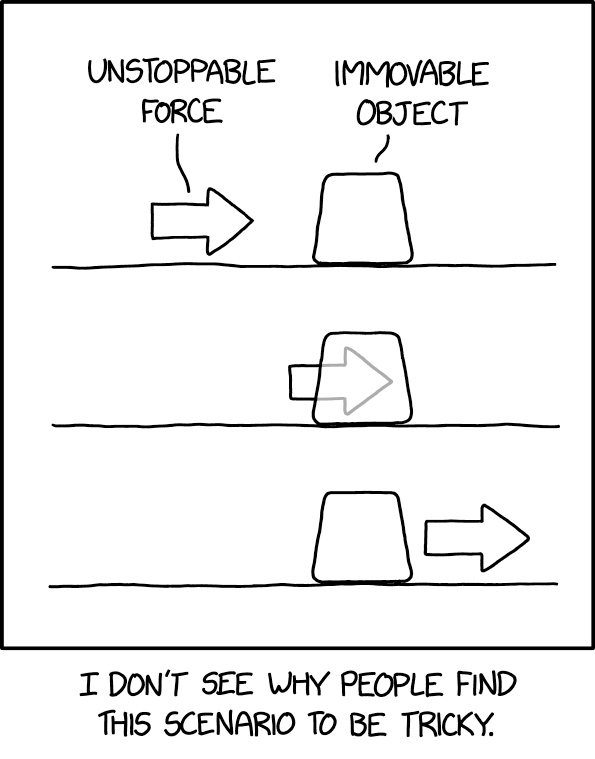 UNSTOPPABLE
FORCE
IMMOVABLE
OBJECT
I DON'T SEE WHY PEOPLE FIND
THIS SCENARIO TO BE TRICKY.